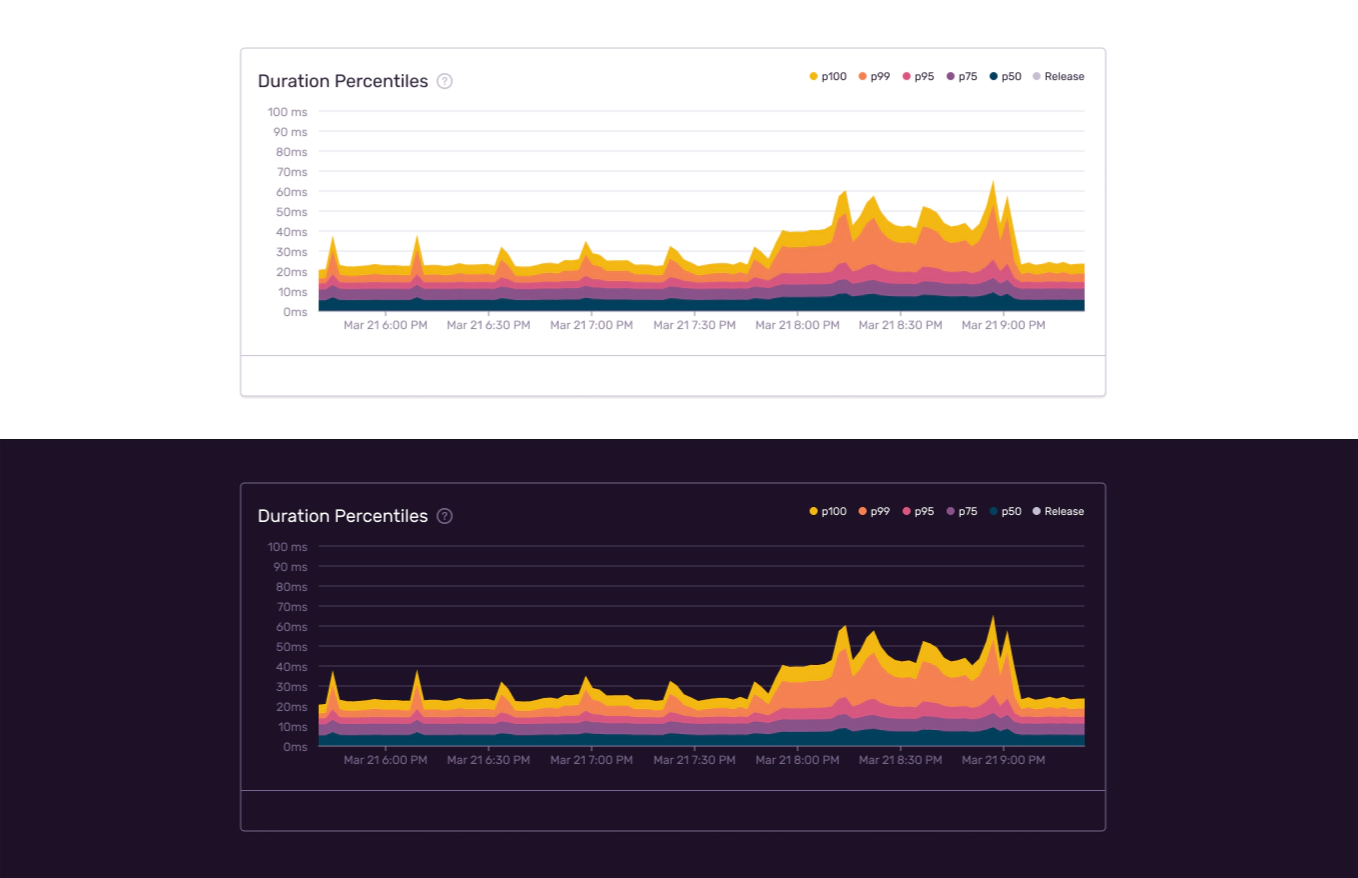 Duration Percentiles ?
p100 p99 p95 p75 p50 Release
100 ms
90 ms
80ms
70ms
60ms
50ms
40ms
30ms
20ms
10ms
0ms
Mar 21 6:00 PM Mar 21 6:30 PM Mar 21 7:00 PM Mar 21 7:30 PM Mar 21 8:00 PM Mar 21 8:30 PM Mar 21 9:00 PM
Duration Percentiles ?
p100 p99 p95 p75 p50 Release
100 ms
90 ms
80ms
70ms
60ms
50ms
40ms
30ms
20ms
10ms
0ms
Mar 21 6:00 PM Mar 21 6:30 PM Mar 21 7:00 PM Mar 21 7:30 PM Mar 21 8:00 PM Mar 21 8:30 PM Mar 21 9:00 PM